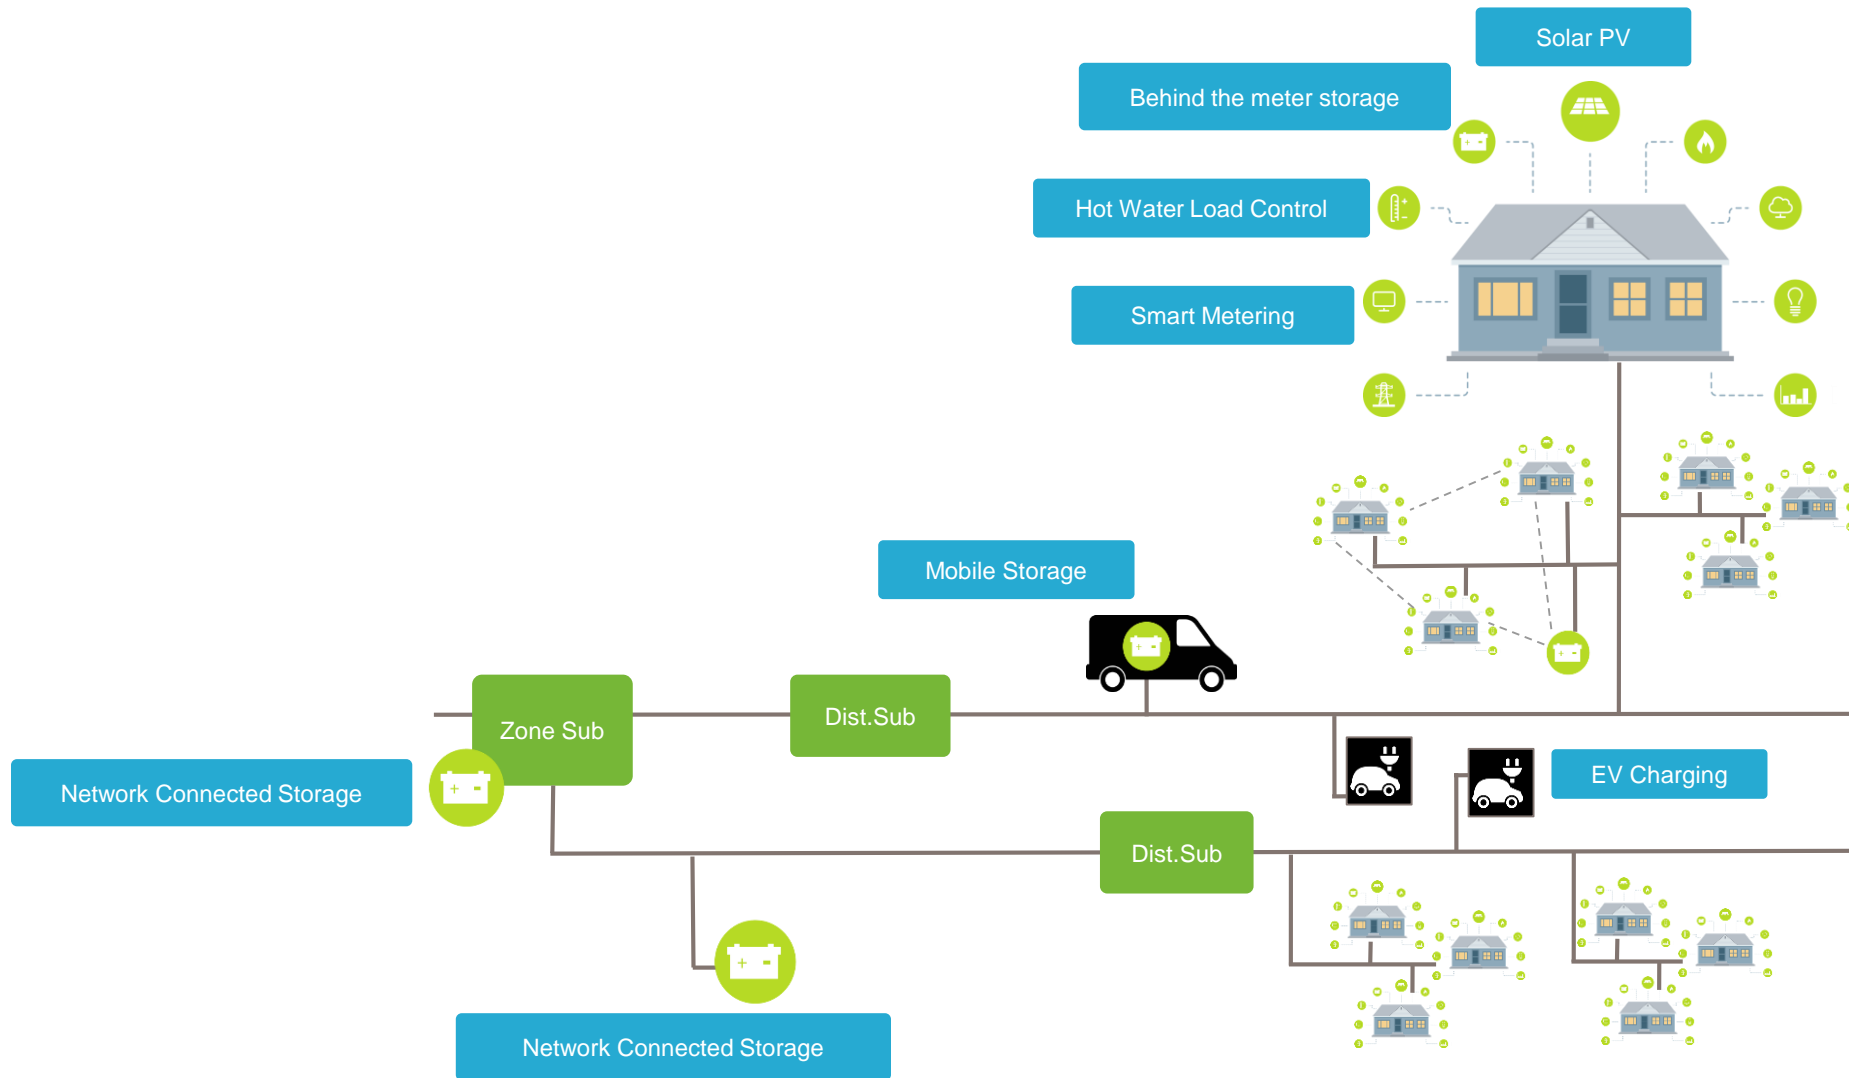 Solar PV
Behind the meter storage
Hot Water Load Control
Smart Metering
Mobile Storage
Zone Sub
Dist.Sub
Network Connected Storage
EV Charging
Dist.Sub
Network Connected Storage